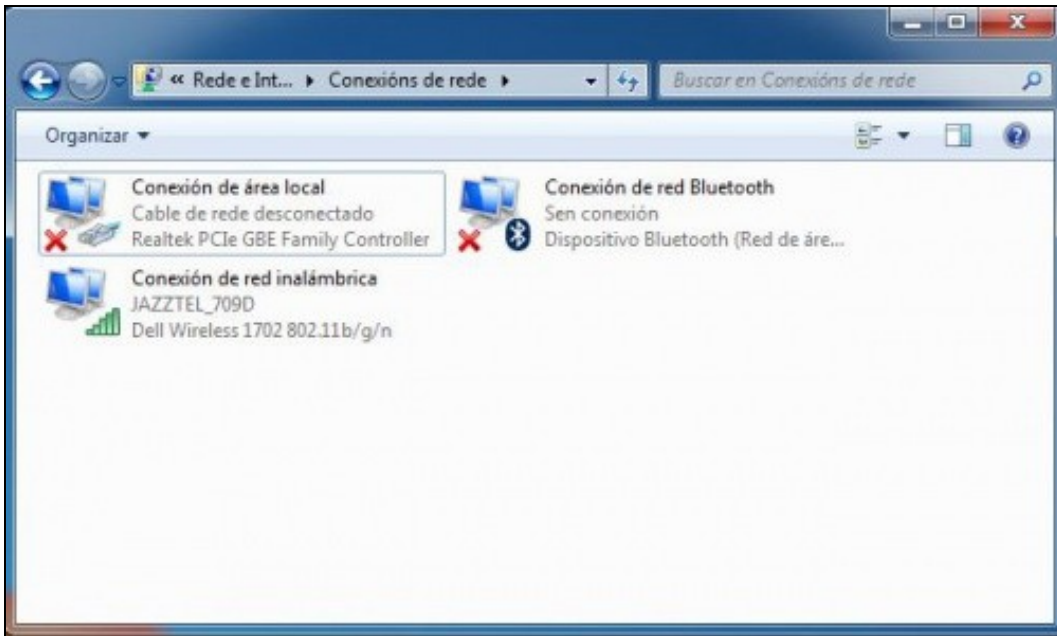 « Rede e Int... ▸ Conexións de rede ▸
Buscar en Conexións de rede
Organizar
Conexión de área local
Cable de rede desconectado
Realtek PCIe GBE Family Controller
Conexión de red Bluetooth
Sen conexión
Dispositivo Bluetooth (Red de áre...
Conexión de red inalámbrica
JAZZTEL_709D
Dell Wireless 1702 802.11b/g/n